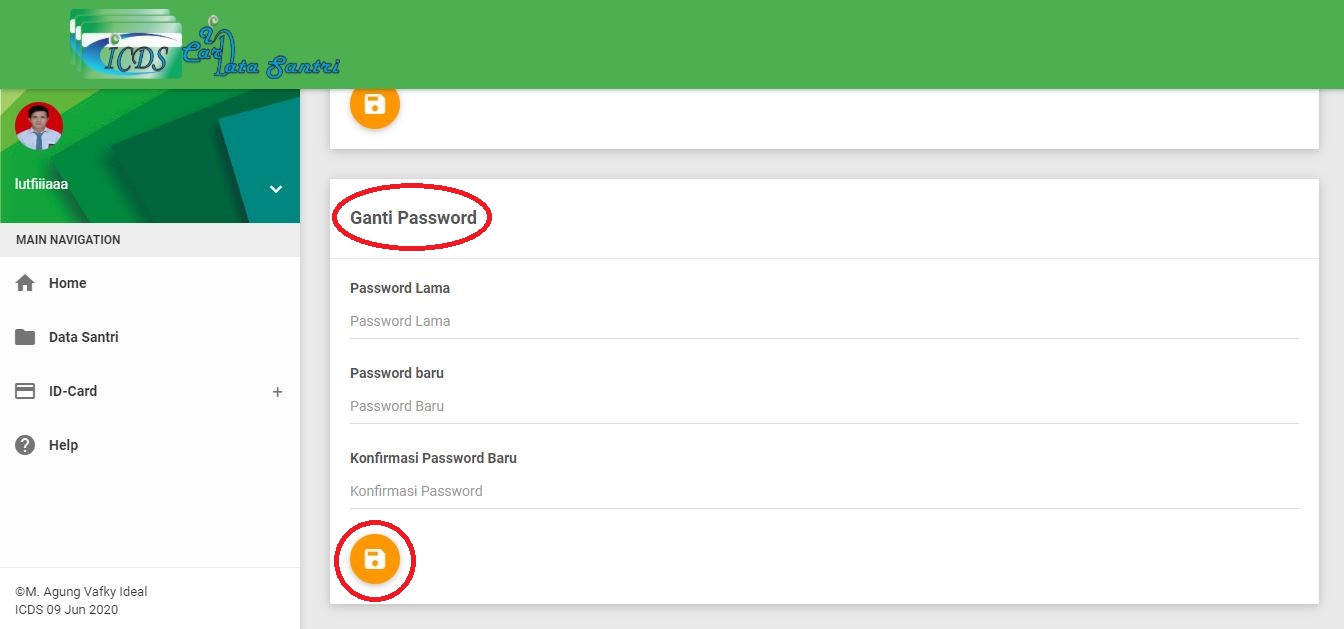 iCDS
iD Card Data Santri
lutfiiiaaa
MAIN NAVIGATION
Home
Data Santri
ID-Card
Help
©M. Agung Vafky Ideal
ICDS 09 Jun 2020
Ganti Password
Password Lama
Password Lama
Password baru
Password Baru
Konfirmasi Password Baru
Konfirmasi Password